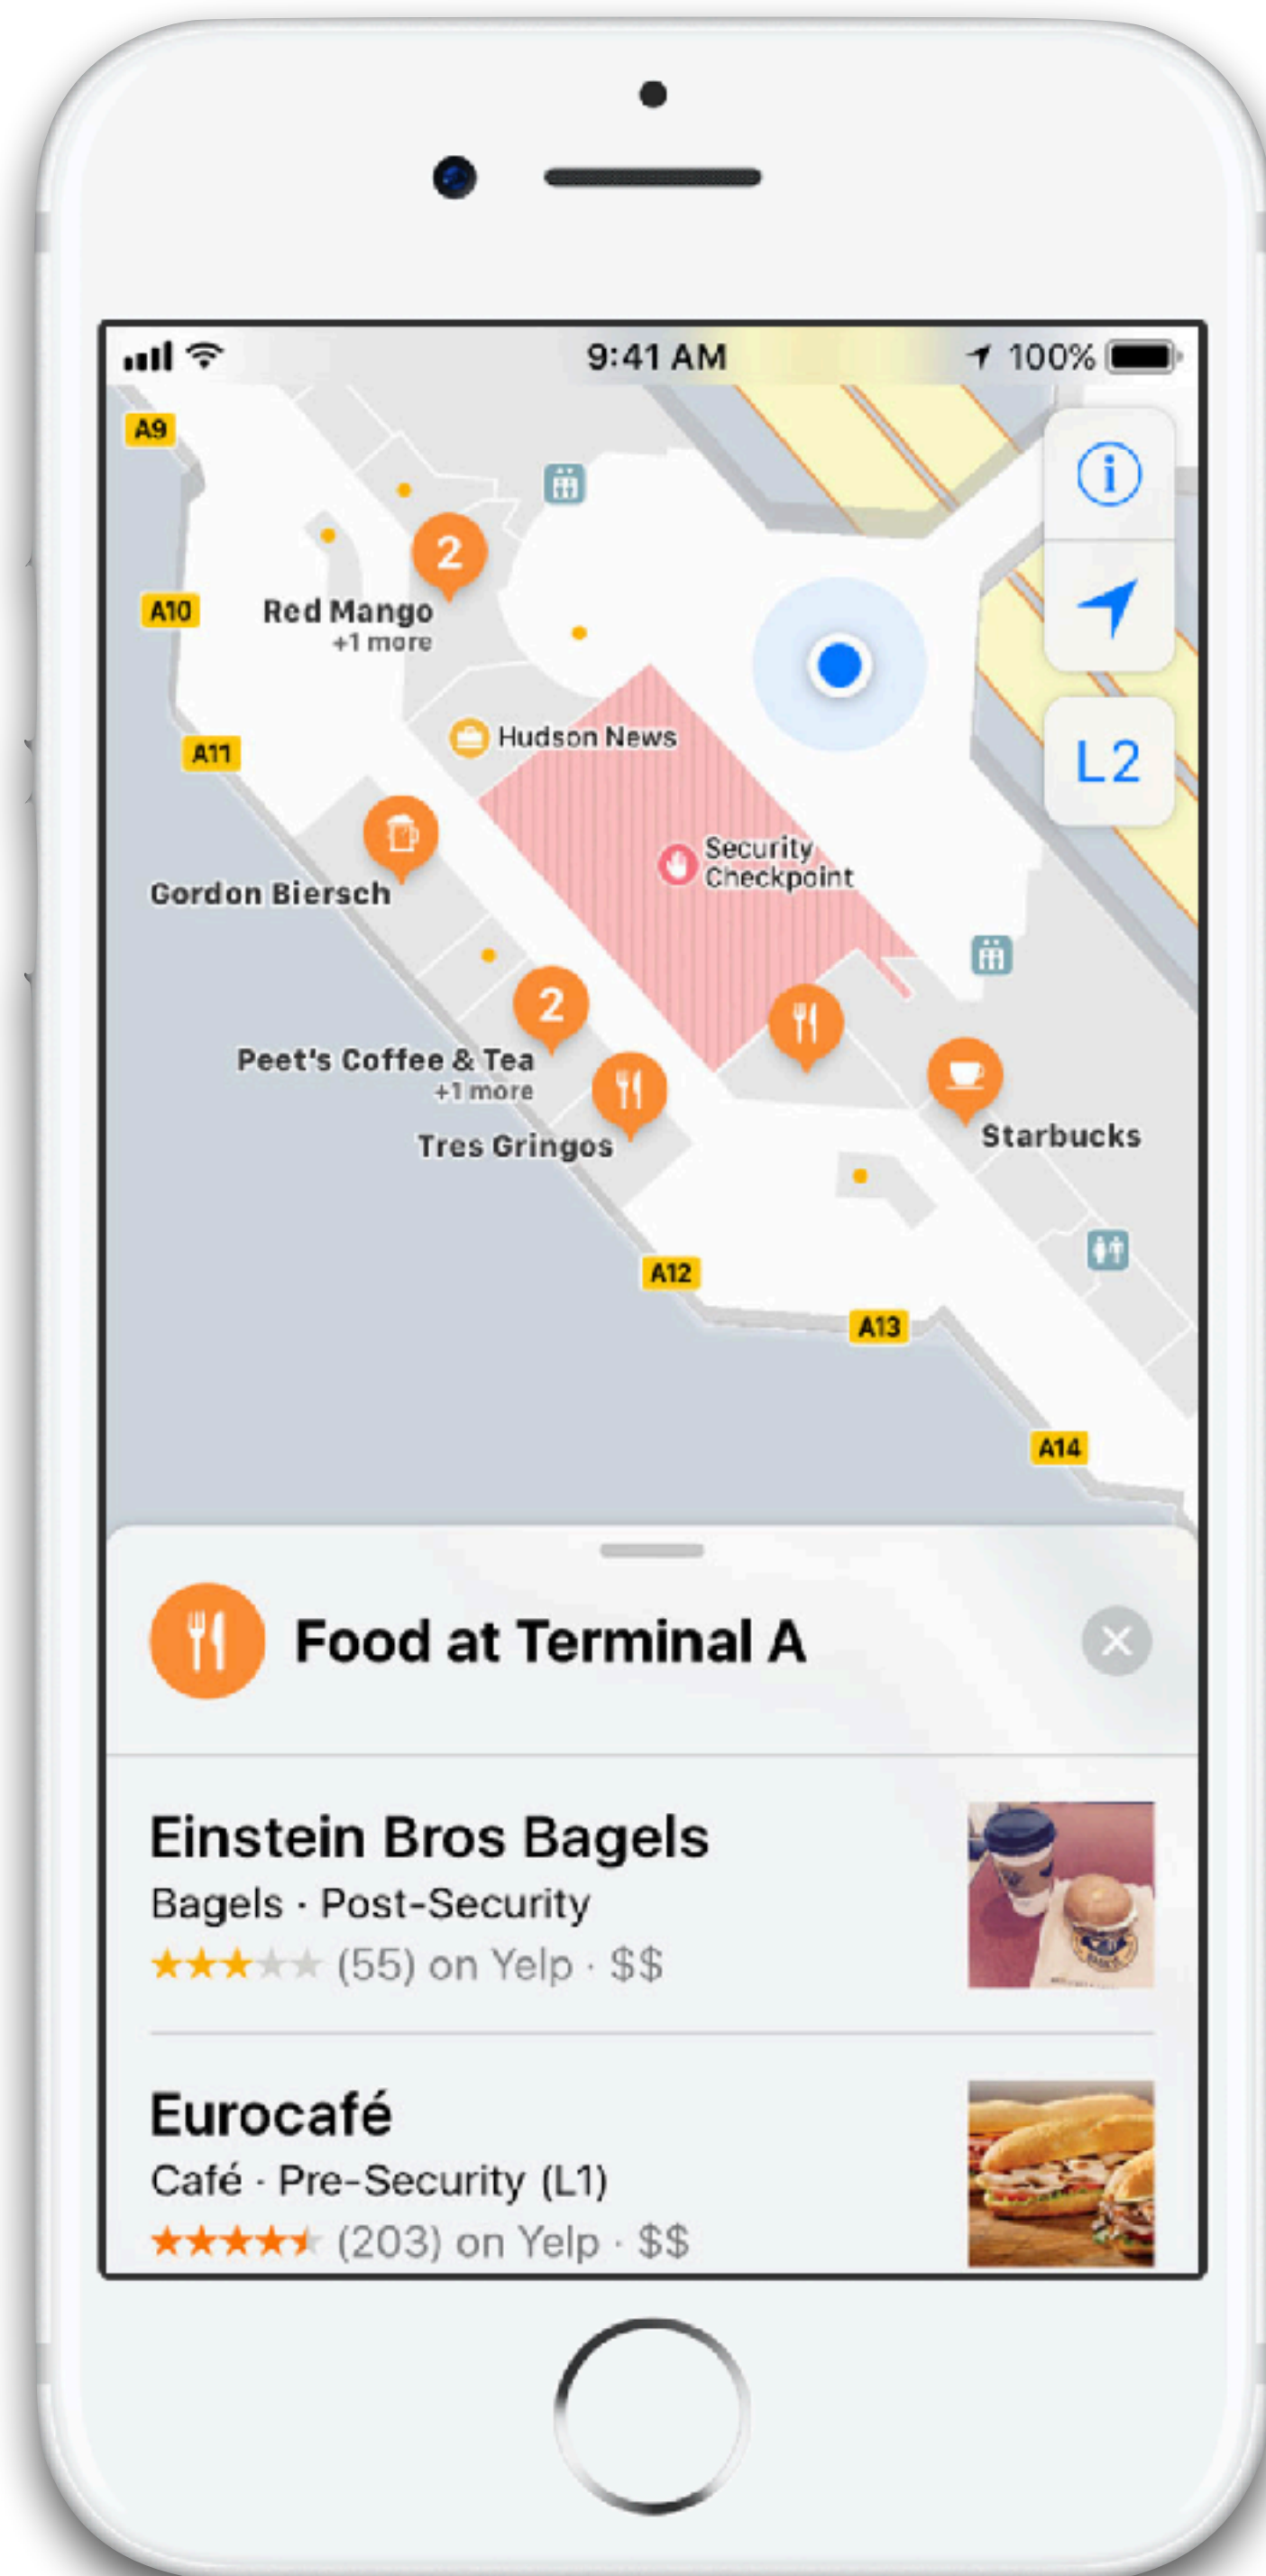 9:41 AM
100%
A9
2
A10
Red Mango
+1 more
Hudson News
A11
L2
Security
Checkpoint
Gordon Biersch
2
Peet's Coffee & Tea
+1 more
Tres Gringos
Starbucks
A12
A13
A14
Food at Terminal A
Einstein Bros Bagels
Bagels · Post-Security
(55) on Yelp · $$
Eurocafé
Café · Pre-Security (L1)
(203) on Yelp · $$